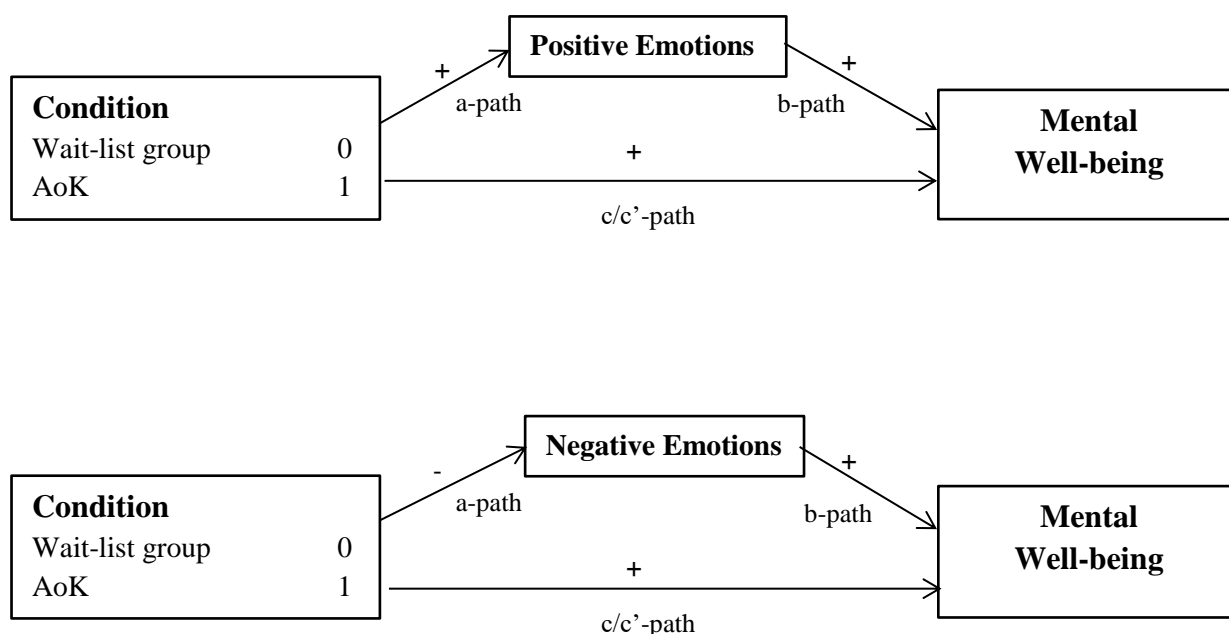 Positive Emotions
+
+
a-path
b-path
Condition
Wait-list group 0
AoK 1
+
c/c’-path
Mental
Well-being
Negative Emotions
-
+
a-path
b-path
Condition
Wait-list group 0
AoK 1
+
c/c’-path
Mental
Well-being